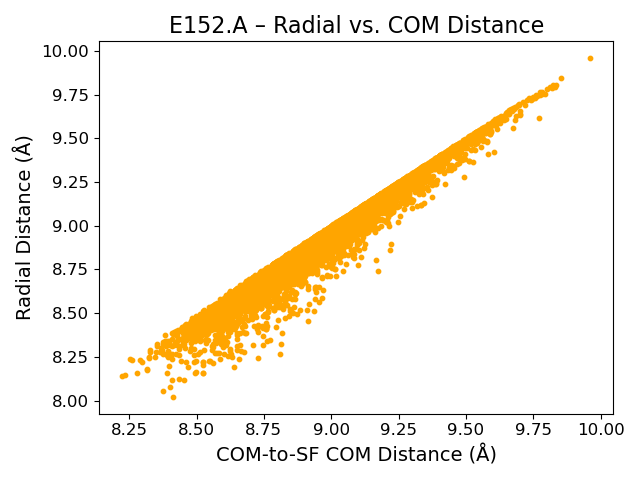 E152.A – Radial vs. COM Distance
Radial Distance (Å)
10.00
9.75
9.50
9.25
9.00
8.75
8.50
8.25
8.00
8.25 8.50 8.75 9.00 9.25 9.50 9.75 10.00
COM-to-SF COM Distance (Å)